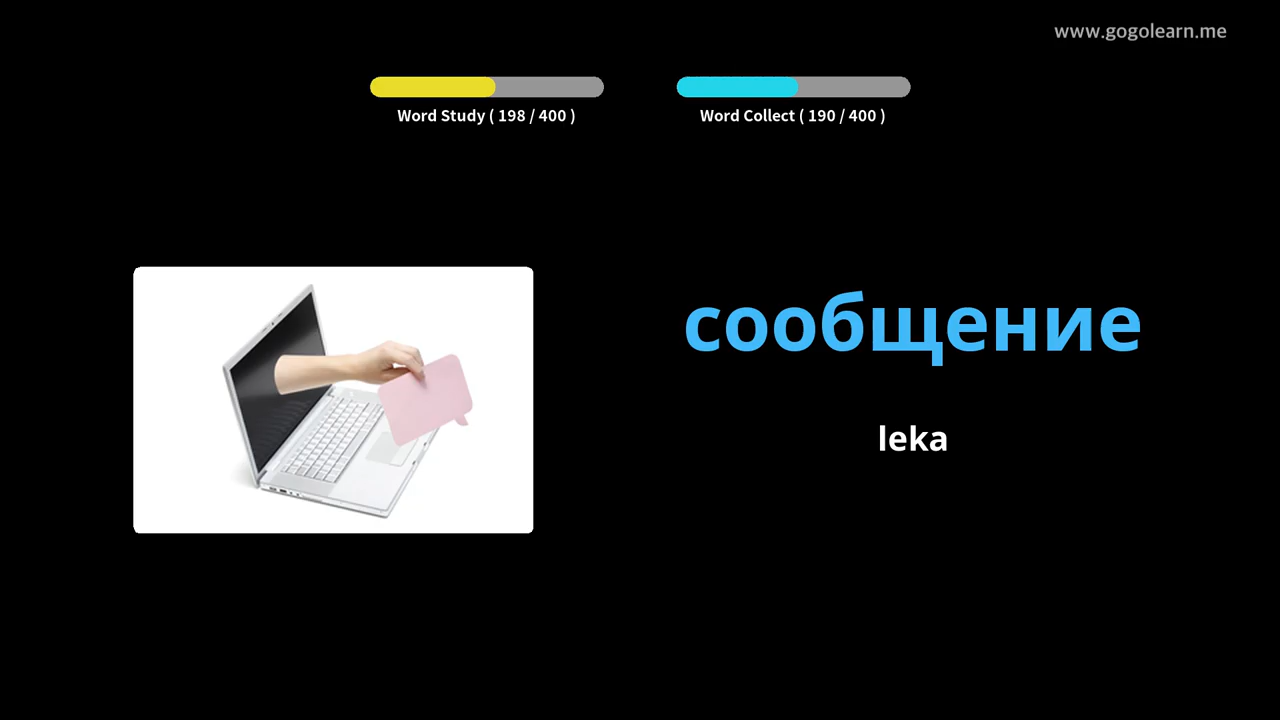 www.gogolearn.me
Word Study ( 198 / 400 )
Word Collect ( 190 / 400 )
сообщение
leka